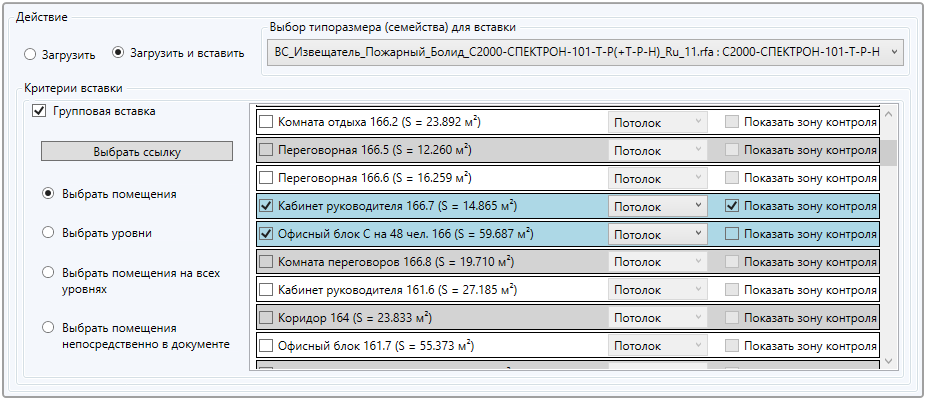 Действие
Выбор типоразмера (семейства) для вставки
Загрузить
Загрузить и вставить
ВС_Извещатель_Пожарный_Болид_С2000-СПЕКТРОН-101-Т-Р(+Т-Р-Н)_Ru_11.rfa : С2000-СПЕКТРОН-101-Т-Р-Н
Критерии вставки
Групповая вставка
Выбрать ссылку
Выбрать помещения
Выбрать уровни
Выбрать помещения на всех
уровнях
Выбрать помещения
непосредственно в документе
Комната отдыха 166.2 (S = 23.892 м²) Потолок Показать зону контроля
Переговорная 166.5 (S = 12.260 м²) Потолок Показать зону контроля
Переговорная 166.6 (S = 16.259 м²) Потолок Показать зону контроля
Кабинет руководителя 166.7 (S = 14.865 м²) Потолок Показать зону контроля
Офисный блок С на 48 чел. 166 (S = 59.687 м²) Потолок Показать зону контроля
Комната переговоров 166.8 (S = 19.710 м²) Потолок Показать зону контроля
Кабинет руководителя 161.6 (S = 27.185 м²) Потолок Показать зону контроля
Коридор 164 (S = 23.833 м²) Потолок Показать зону контроля
Офисный блок 161.7 (S = 55.373 м²) Потолок Показать зону контроля